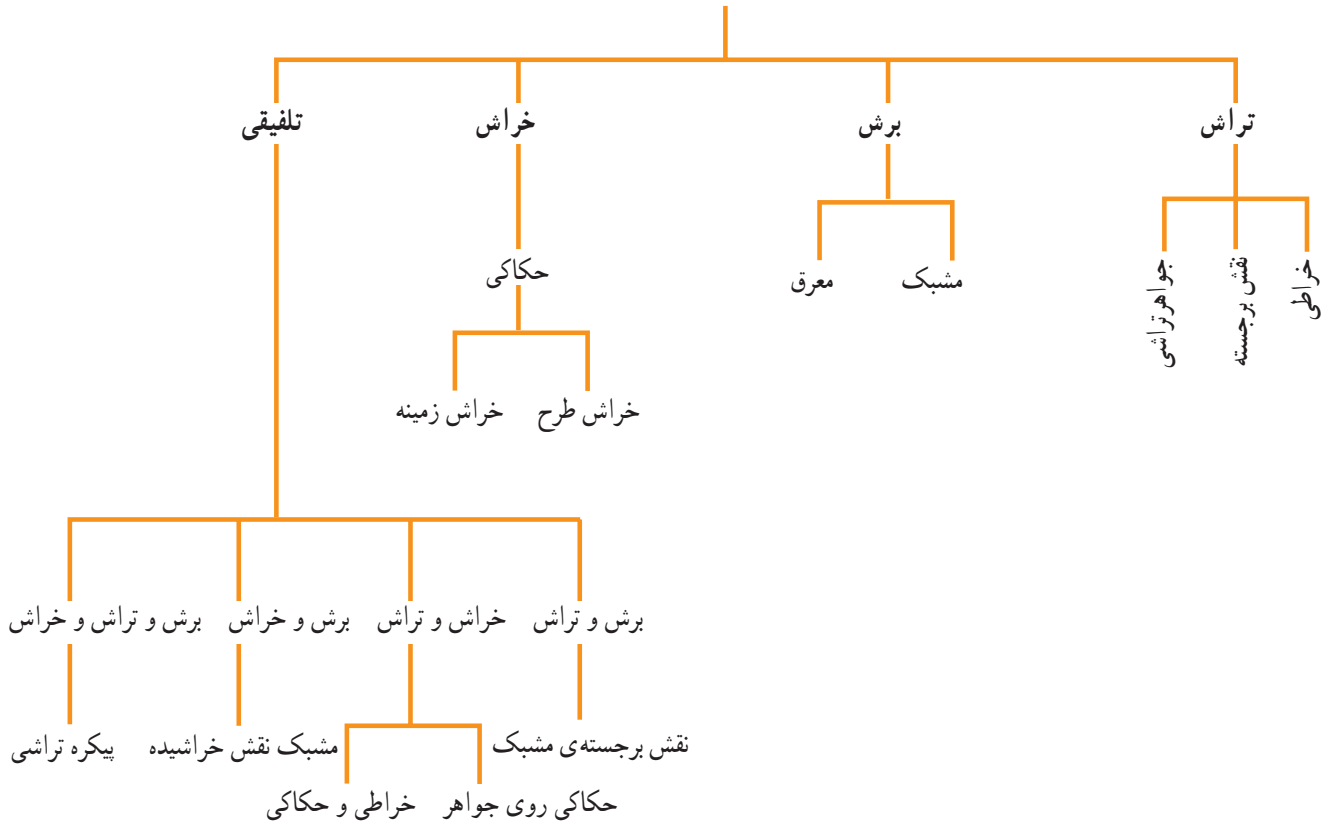 تراش
برش
خراش
تلفیقی
خراطی
نقش برجسته
جواهرتراشی
مشبک
معرق
حکاکی
خراش طرح
خراش زمینه
برش و تراش
خراش و تراش
برش و خراش
برش و تراش و خراش
نقش برجسته‌ی مشبک
مشبک نقش خراشیده
پیکره تراشی
حکاکی روی جواهر
خراطی و حکاکی